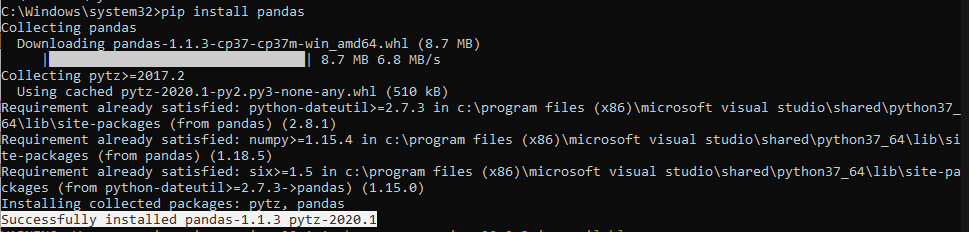 C:\Windows\system32>pip install pandas
Collecting pandas
Downloading pandas-1.1.3-cp37-cp37m-win_amd64.whl (8.7 MB)
| | 8.7 MB 6.8 MB/s
Collecting pytz>=2017.2
Using cached pytz-2020.1-py2.py3-none-any.whl (510 kB)
Requirement already satisfied: python-dateutil>=2.7.3 in c:\program files (x86)\microsoft visual studio\shared\python37_
64\lib\site-packages (from pandas) (2.8.1)
Requirement already satisfied: numpy>=1.15.4 in c:\program files (x86)\microsoft visual studio\shared\python37_64\lib\si
te-packages (from pandas) (1.18.5)
Requirement already satisfied: six>=1.5 in c:\program files (x86)\microsoft visual studio\shared\python37_64\lib\site-pa
ckages (from python-dateutil>=2.7.3->pandas) (1.15.0)
Installing collected packages: pytz, pandas
Successfully installed pandas-1.1.3 pytz-2020.1